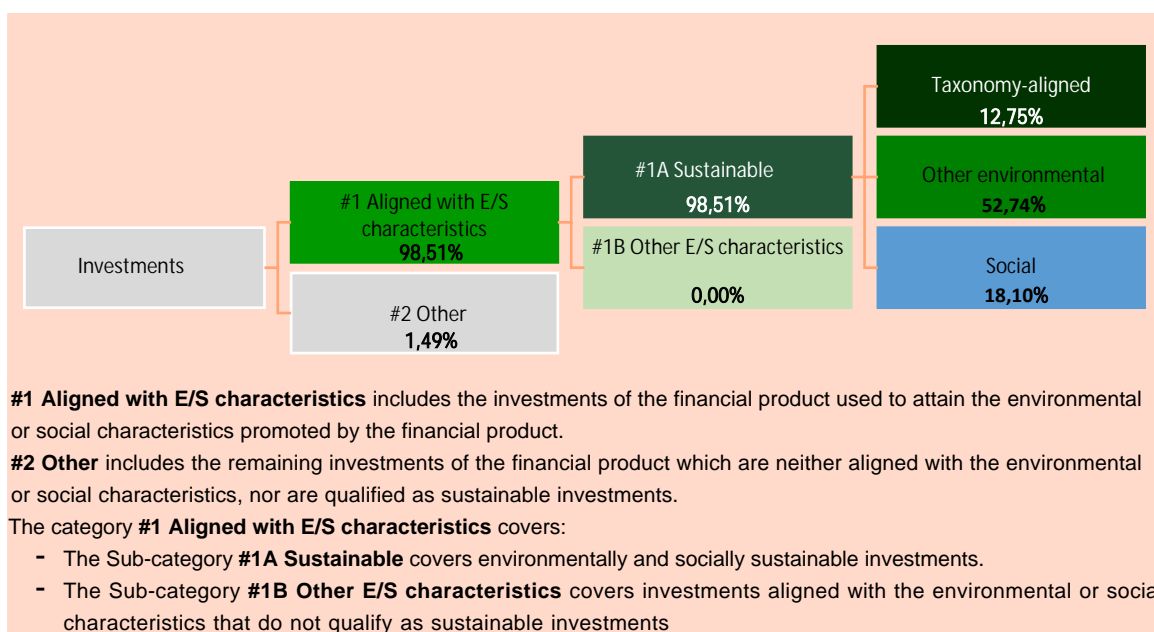 Investments
#1 Aligned with E/S
characteristics
98,51%
#2 Other
1,49%
#1A Sustainable
98,51%
#1B Other E/S characteristics
0,00%
Taxonomy-aligned
12,75%
Other environmental
52,74%
Social
18,10%
#1 Aligned with E/S characteristics includes the investments of the financial product used to attain the environmental
or social characteristics promoted by the financial product.
#2 Other includes the remaining investments of the financial product which are neither aligned with the environmental
or social characteristics, nor are qualified as sustainable investments.
The category #1 Aligned with E/S characteristics covers:
- The Sub-category #1A Sustainable covers environmentally and socially sustainable investments.
- The Sub-category #1B Other E/S characteristics covers investments aligned with the environmental or socia
characteristics that do not qualify as sustainable investments